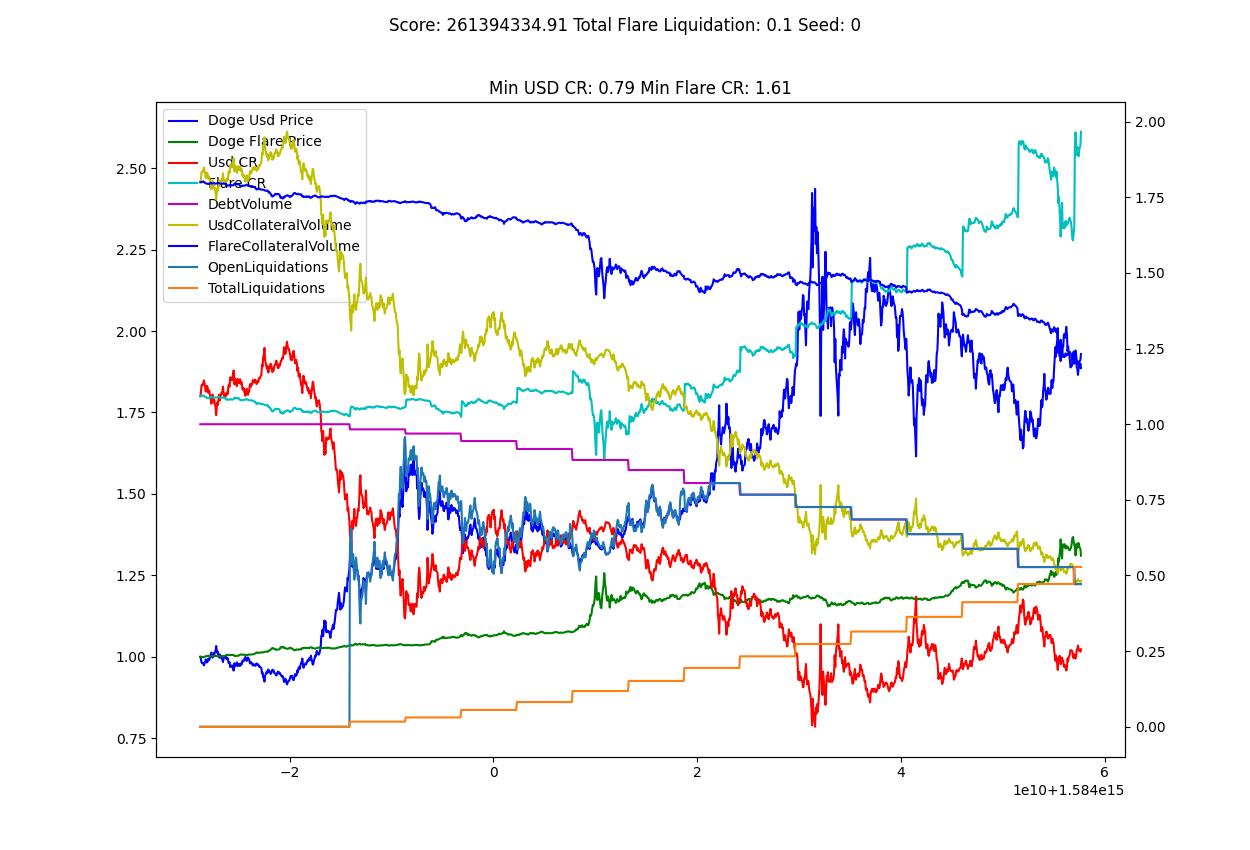 Score: 261394334.91 Total Flare Liquidation: 0.1 Seed: 0
Min USD CR: 0.79 Min Flare CR: 1.61
Doge Usd Price
Doge Flare Price
Usd CR
Flare CR
DebtVolume
UsdCollateralVolume
FlareCollateralVolume
OpenLiquidations
TotalLiquidations
2.50
2.25
2.00
1.75
1.50
1.25
1.00
0.75
2.00
1.75
1.50
1.25
1.00
0.75
0.50
0.25
0.00
−2 0 2 4 6
1e10+1.584e15